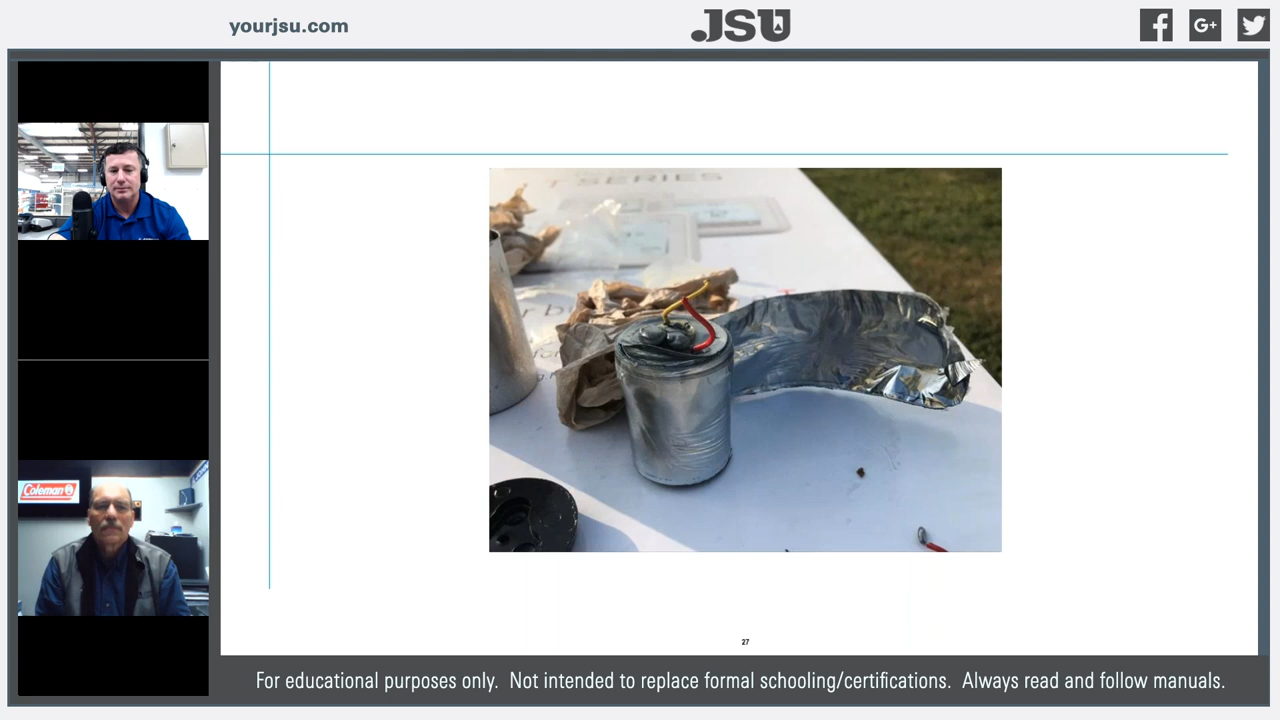 yourjsu.com
JSU
G+
Coleman
T SERIES
27
For educational purposes only. Not intended to replace formal schooling/certifications. Always read and follow manuals.